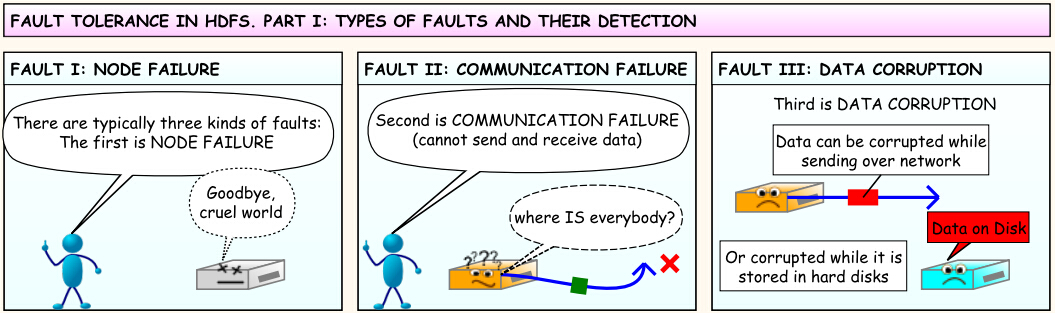 FAULT TOLERANCE IN HDFS. PART I: TYPES OF FAULTS AND THEIR DETECTION
FAULT I: NODE FAILURE
There are typically three kinds of faults:
The first is NODE FAILURE
Goodbye,
cruel world
FAULT II: COMMUNICATION FAILURE
Second is COMMUNICATION FAILURE
(cannot send and receive data)
where IS everybody?
????
FAULT III: DATA CORRUPTION
Third is DATA CORRUPTION
Data can be corrupted while
sending over network
Data on Disk
Or corrupted while it is
stored in hard disks